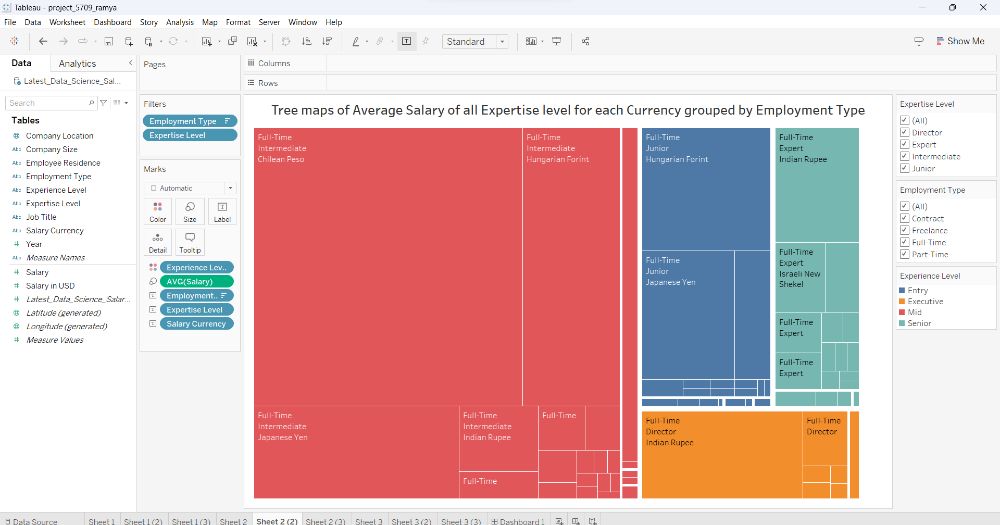 Tableau - project_5709_ramya
File Data Worksheet Dashboard Story Analysis Map Format Server Window Help
Standard
Show Me
Data Analytics
Latest_Data_Science_Sal...
Search
Tables
Company Location
Abc Company Size
Abc Employee Residence
Abc Employment Type
Abc Experience Level
Abc Expertise Level
Abc Job Title
Abc Salary Currency
# Year
Abc Measure Names
# Salary
# Salary in USD
# Latest_Data_Science_Salar...
Latitude (generated)
Longitude (generated)
# Measure Values
Pages
Filters
Employment Type
Expertise Level
Marks
Automatic
Color Size Label
Detail Tooltip
Experience Lev..
AVG(Salary)
Employment..
Expertise Level
Salary Currency
Columns
Rows
Tree maps of Average Salary of all Expertise level for each Currency grouped by Employment Type
Full-Time
Intermediate
Chilean Peso
Full-Time
Intermediate
Hungarian Forint
Full-Time
Intermediate
Japanese Yen
Full-Time
Intermediate
Indian Rupee
Full-Time
Full-Time
Full-Time
Junior
Hungarian Forint
Full-Time
Junior
Japanese Yen
Full-Time
Expert
Indian Rupee
Full-Time
Expert
Israeli New
Shekel
Full-Time
Expert
Full-Time
Expert
Full-Time
Director
Indian Rupee
Full-Time
Director
Expertise Level
(All)
Director
Expert
Intermediate
Junior
Employment Type
(All)
Contract
Freelance
Full-Time
Part-Time
Experience Level
Entry
Executive
Mid
Senior
Data Source Sheet 1 Sheet 1 (2) Sheet 1 (3) Sheet 2 Sheet 2 (2) Sheet 2 (3) Sheet 3 Sheet 3 (2) Sheet 3 (3) Dashboard 1